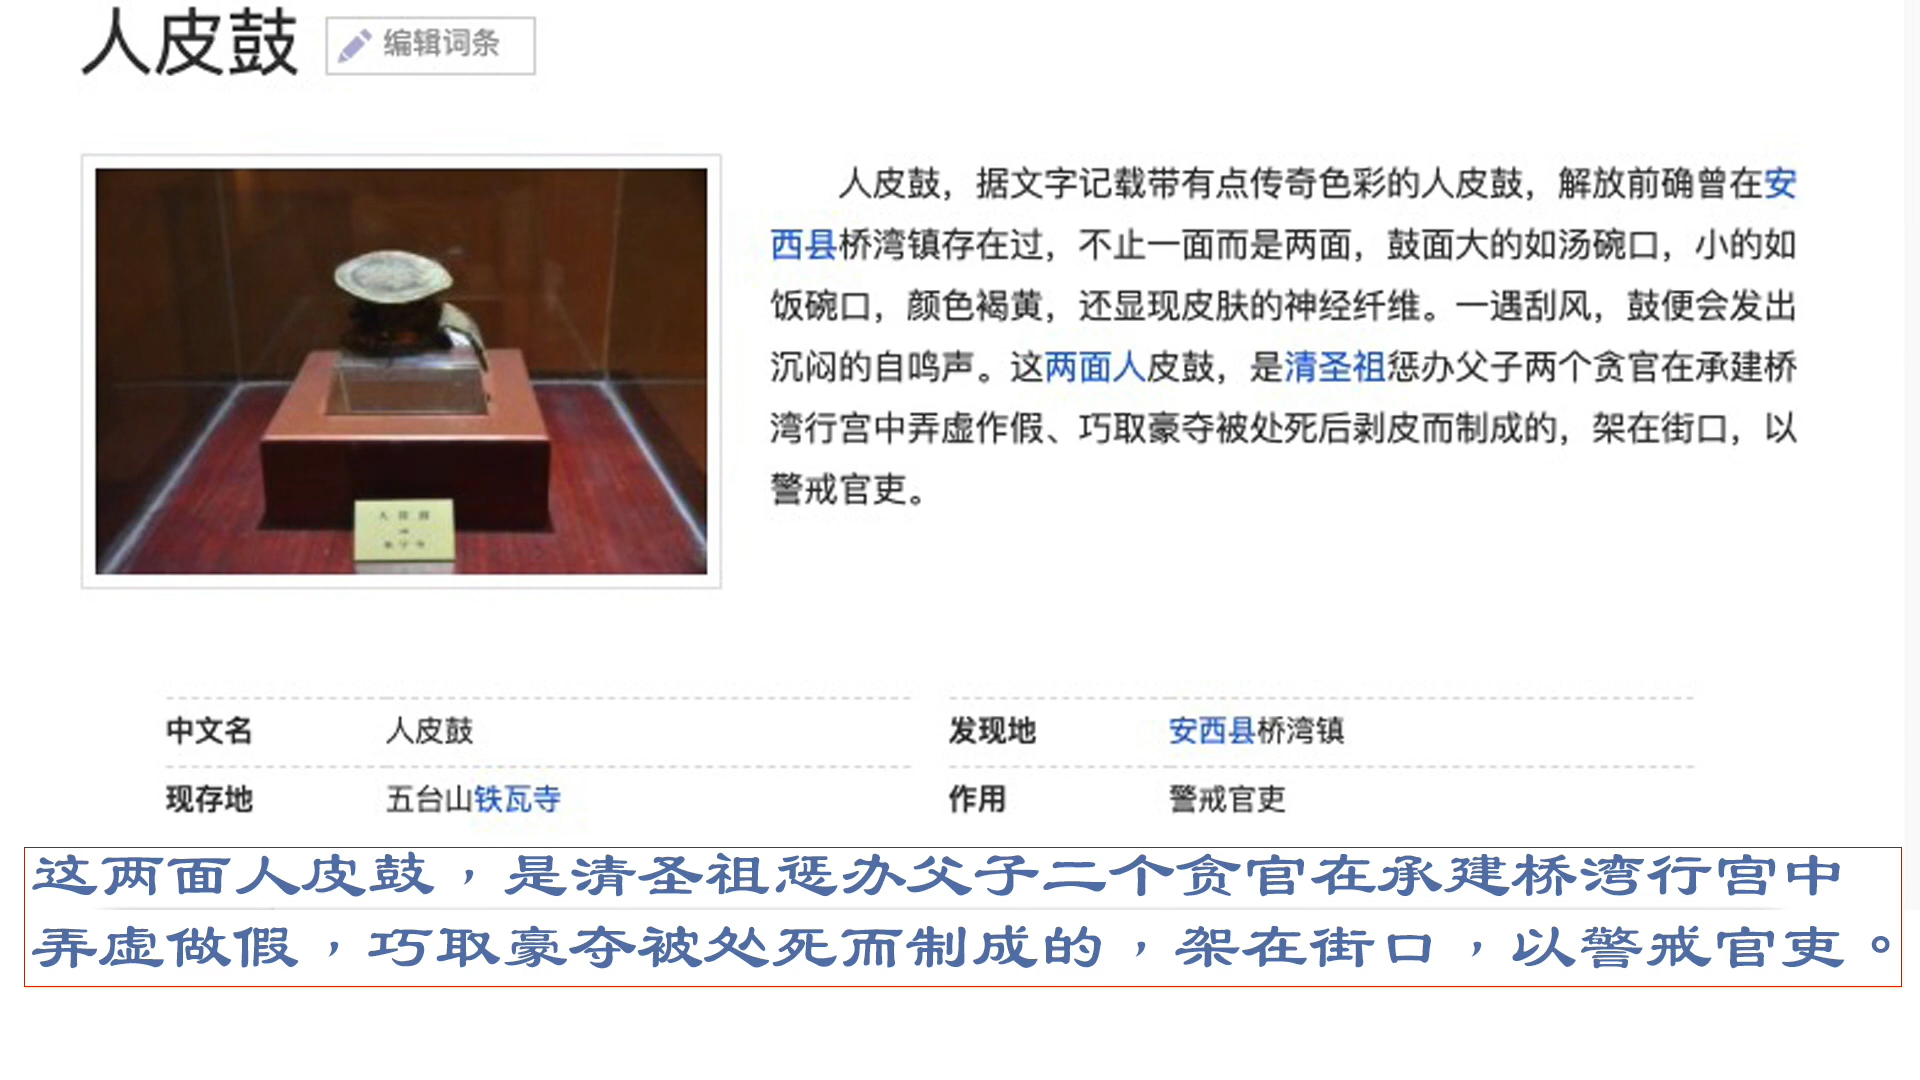 人皮鼓
编辑词条
人皮鼓，据文字记载带有点传奇色彩的人皮鼓，解放前确曾在安
西县桥湾镇存在过，不止一面而是两面，鼓面大的如汤碗口，小的如
饭碗口，颜色褐黄，还显现皮肤的神经纤维。一遇刮风，鼓便会发出
沉闷的自鸣声。这两面人皮鼓，是清圣祖惩办父子两个贪官在承建桥
湾行宫中弄虚作假、巧取豪夺被处死后剥皮而制成的，架在街口，以
警戒官吏。
中文名 人皮鼓 发现地 安西县桥湾镇
现存地 五台山铁瓦寺 作用 警戒官吏
这两面人皮鼓，是清圣祖惩办父子二个贪官在承建桥湾行宫中
弄虚做假，巧取豪夺被处死而制成的，架在街口，以警戒官吏。